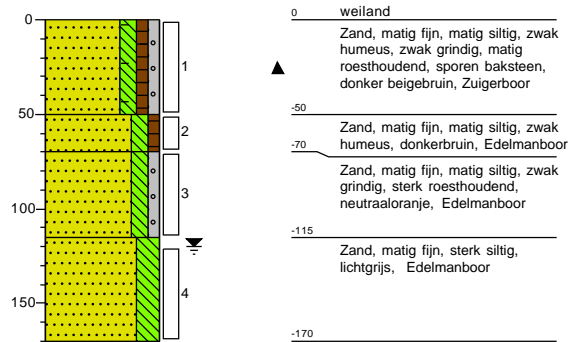 0
50
100
150
1
2
3
4
0 weiland
Zand, matig fijn, matig siltig, zwak
humeus, zwak grindig, matig
roesthoudend, sporen baksteen,
donker beigebruin, Zuigerboor
-50
Zand, matig fijn, matig siltig, zwak
humeus, donkerbruin, Edelmanboor
-70
Zand, matig fijn, matig siltig, zwak
grindig, sterk roesthoudend,
neutraaloranje, Edelmanboor
-115
Zand, matig fijn, sterk siltig,
lichtgrijs, Edelmanboor
-170